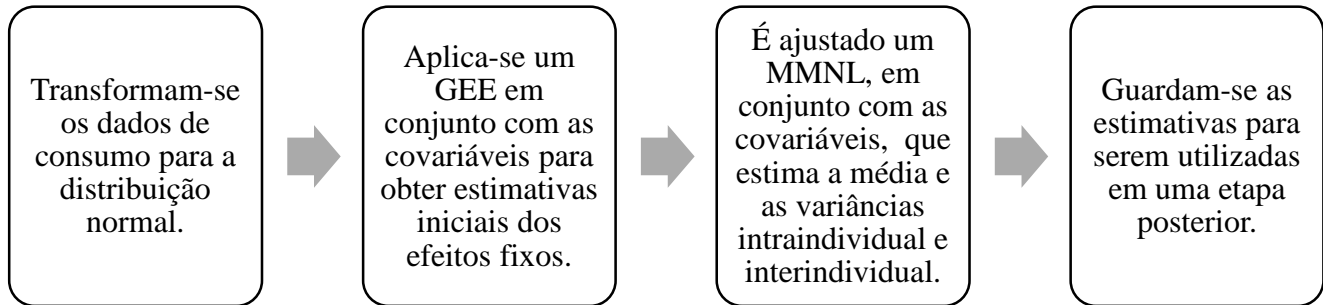 Transformam-se
os dados de
consumo para a
distribuição
normal.
Aplica-se um
GEE em
conjunto com as
covariáveis para
obter estimativas
iniciais dos
efeitos fixos.
É ajustado um
MMNL, em
conjunto com as
covariáveis, que
estima a média e
as variâncias
intraindividual e
interindividual.
Guardam-se as
estimativas para
serem utilizadas
em uma etapa
posterior.